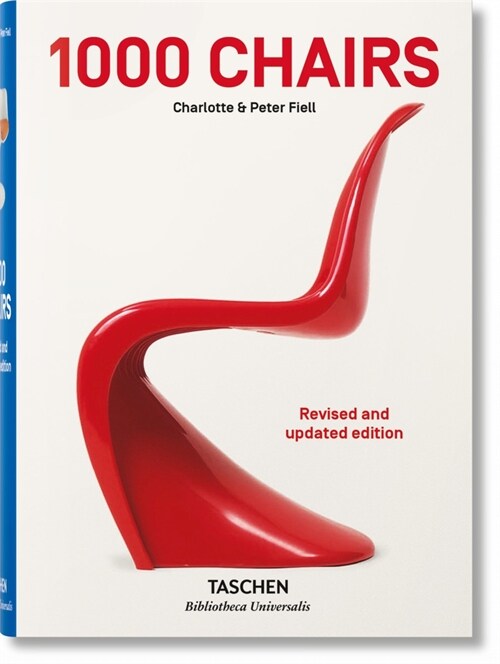 1000 CHAIRS
Charlotte & Peter Fiell
Revised and
updated edition
TASCHEN
Bibliotheca Universalis